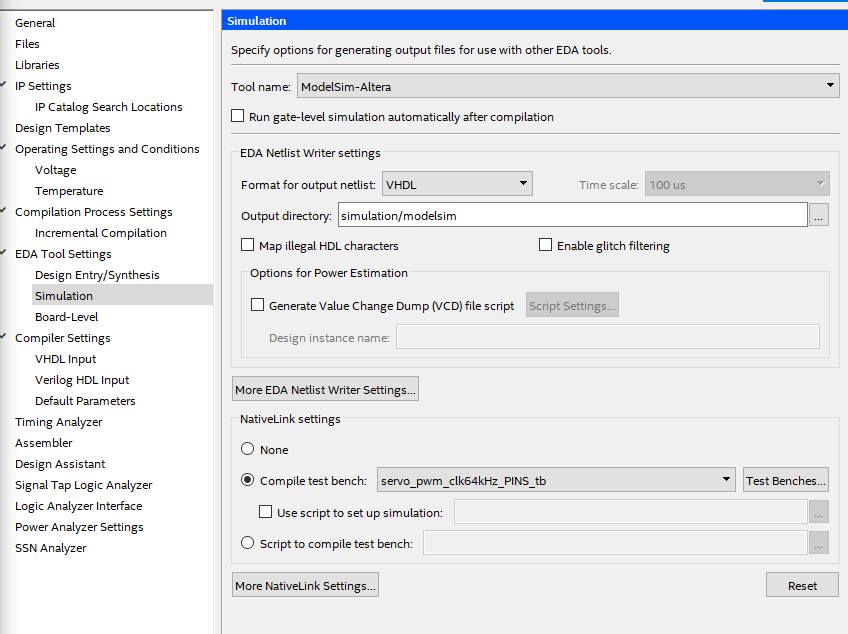 General
Files
Libraries
IP Settings
IP Catalog Search Locations
Design Templates
Operating Settings and Conditions
Voltage
Temperature
Compilation Process Settings
Incremental Compilation
EDA Tool Settings
Design Entry/Synthesis
Simulation
Board-Level
Compiler Settings
VHDL Input
Verilog HDL Input
Default Parameters
Timing Analyzer
Assembler
Design Assistant
Signal Tap Logic Analyzer
Logic Analyzer Interface
Power Analyzer Settings
SSN Analyzer
Simulation
Specify options for generating output files for use with other EDA tools.
Tool name: ModelSim-Altera
Run gate-level simulation automatically after compilation
EDA Netlist Writer settings
Format for output netlist: VHDL Time scale: 100 us
Output directory: simulation/modelsim ...
Map illegal HDL characters Enable glitch filtering
Options for Power Estimation
Generate Value Change Dump (VCD) file script Script Settings...
Design instance name:
More EDA Netlist Writer Settings...
NativeLink settings
None
Compile test bench: servo_pwm_clk64kHz_PINS_tb Test Benches...
Use script to set up simulation: ...
Script to compile test bench: ...
More NativeLink Settings... Reset